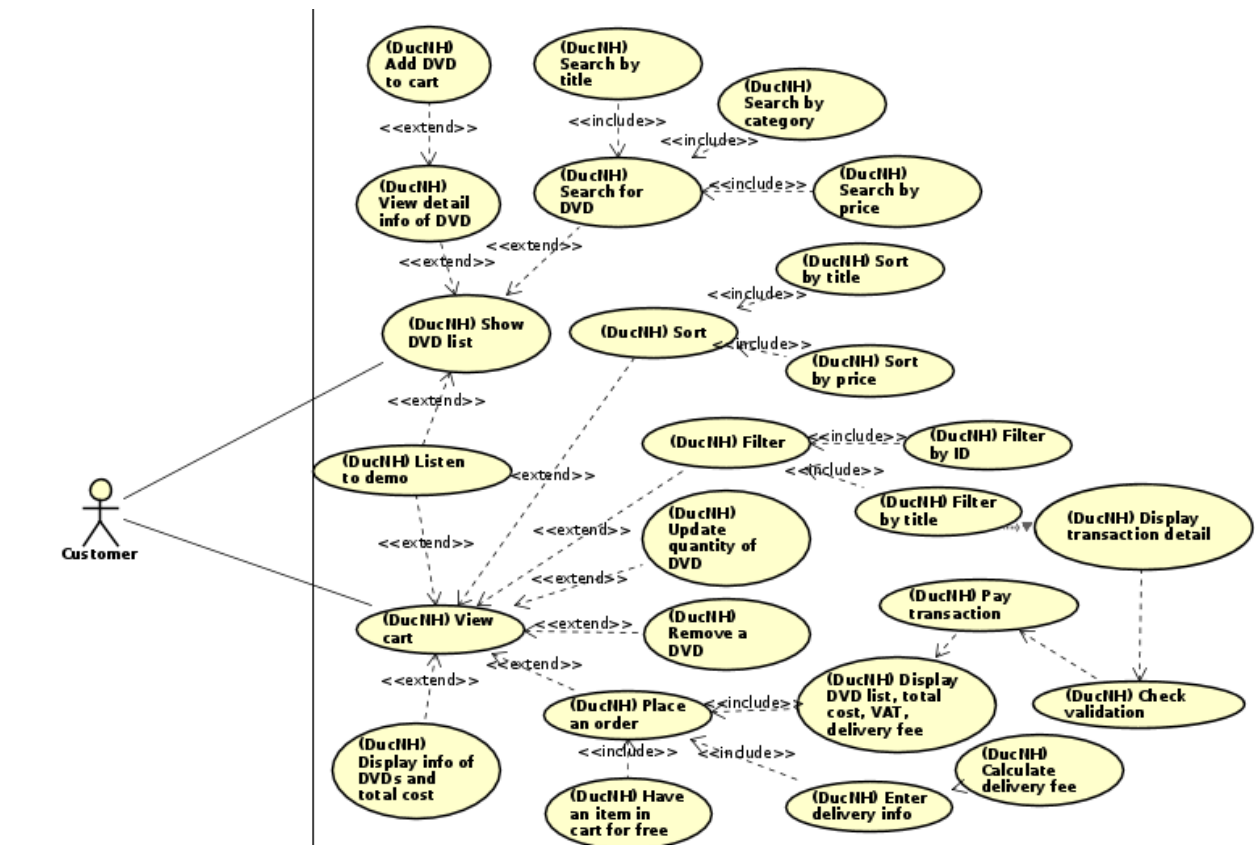 (DucNH)
Add DVD
to cart
(DucNH)
Search by
title
(DucNH)
Search by
category
<<extend>>
<<include>>
<<include>>
(DucNH)
View detail
info of DVD
(DucNH)
Search for
DVD
<<include>>
(DucNH)
Search by
price
<<extend>>
<<extend>>
(DucNH) Sort
by title
<<include>>
(DucNH) Show
DVD list
(DucNH) Sort
<<include>>
(DucNH) Sort
by price
<<extend>>
(DucNH) Filter
<<include>>
(DucNH) Filter
by ID
(DucNH) Listen
to demo
<<extend>>
<<include>>
(DucNH) Filter
by title
(DucNH) Display
transaction detail
(DucNH)
Update
quantity of
DVD
<<extend>>
<<extend>>
<<extend>>
Customer
(DucNH) Pay
transaction
(DucNH) View
cart
<<extend>>
(DucNH)
Remove a
DVD
<<extend>>
<<extend>>
(DucNH) Display
DVD list, total
cost, VAT,
delivery fee
(DucNH) Check
validation
(DucNH) Place
an order
<<include>>
(DucNH)
Display info of
DVDs and
total cost
<<include>>
<<include>>
(DucNH)
Calculate
delivery fee
(DucNH) Have
an item in
cart for free
(DucNH) Enter
delivery info